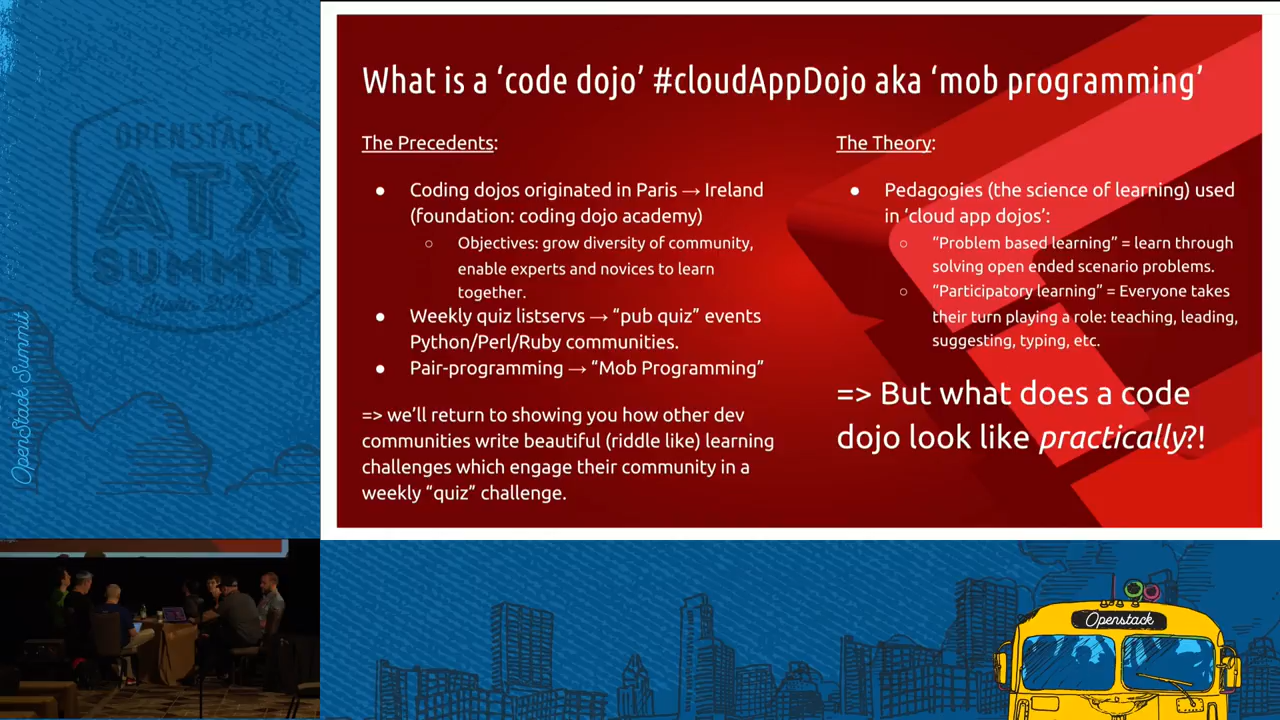 What is a ‘code dojo’ #cloudAppDojo aka ‘mob programming’
The Precedents:
● Coding dojos originated in Paris → Ireland
(foundation: coding dojo academy)
○ Objectives: grow diversity of community,
enable experts and novices to learn
together.
● Weekly quiz listservs → “pub quiz” events
Python/Perl/Ruby communities.
● Pair-programming → “Mob Programming”
=> we’ll return to showing you how other dev
communities write beautiful (riddle like) learning
challenges which engage their community in a
weekly “quiz” challenge.
The Theory:
● Pedagogies (the science of learning) used
in ‘cloud app dojos’:
○ “Problem based learning” = learn through
solving open ended scenario problems.
○ “Participatory learning” = Everyone takes
their turn playing a role: teaching, leading,
suggesting, typing, etc.
=> But what does a code
dojo look like practically?!
OPENSTACK
ATX
SUMMIT
OpenStack Summit
Openstack